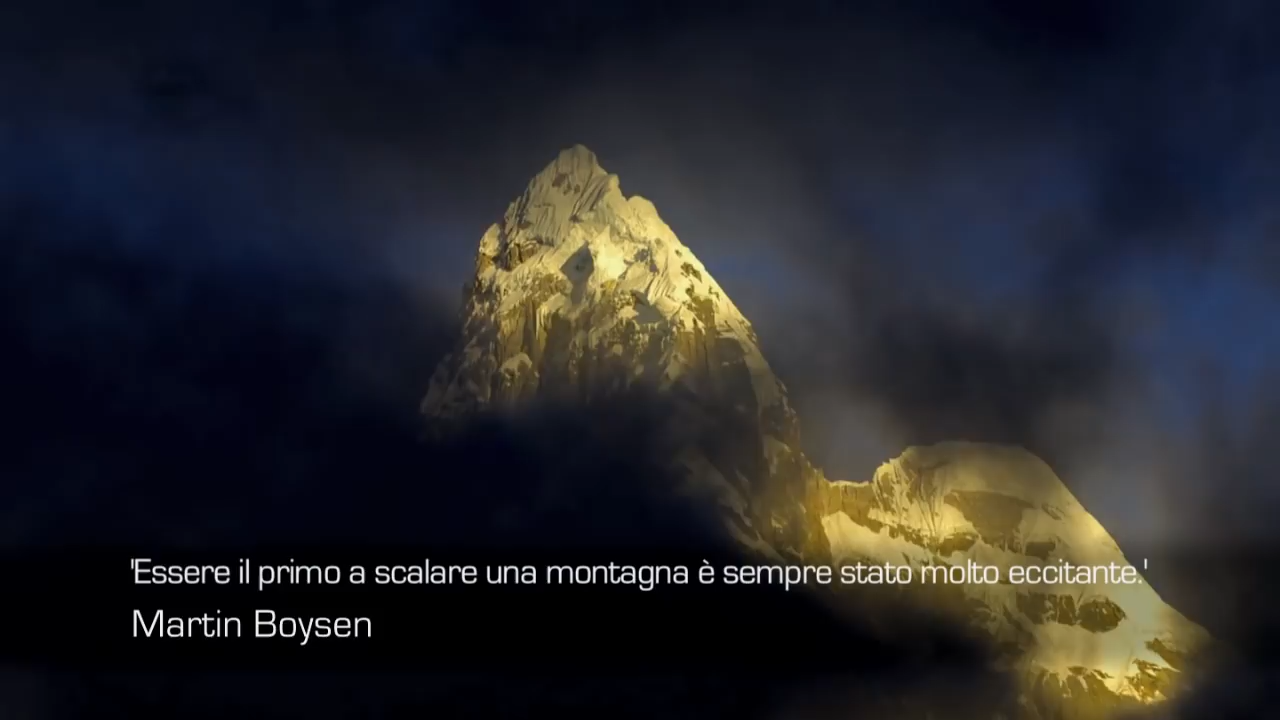 'Essere il primo a scalare una montagna è sempre stato molto eccitante.'
Martin Boysen